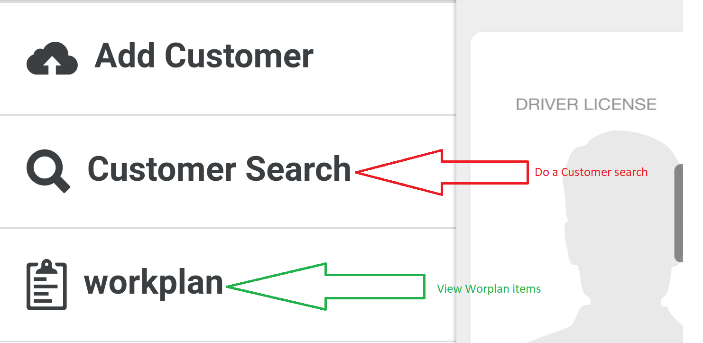 Add Customer
DRIVER LICENSE
Customer Search
Do a Customer search
workplan
View Worplan items